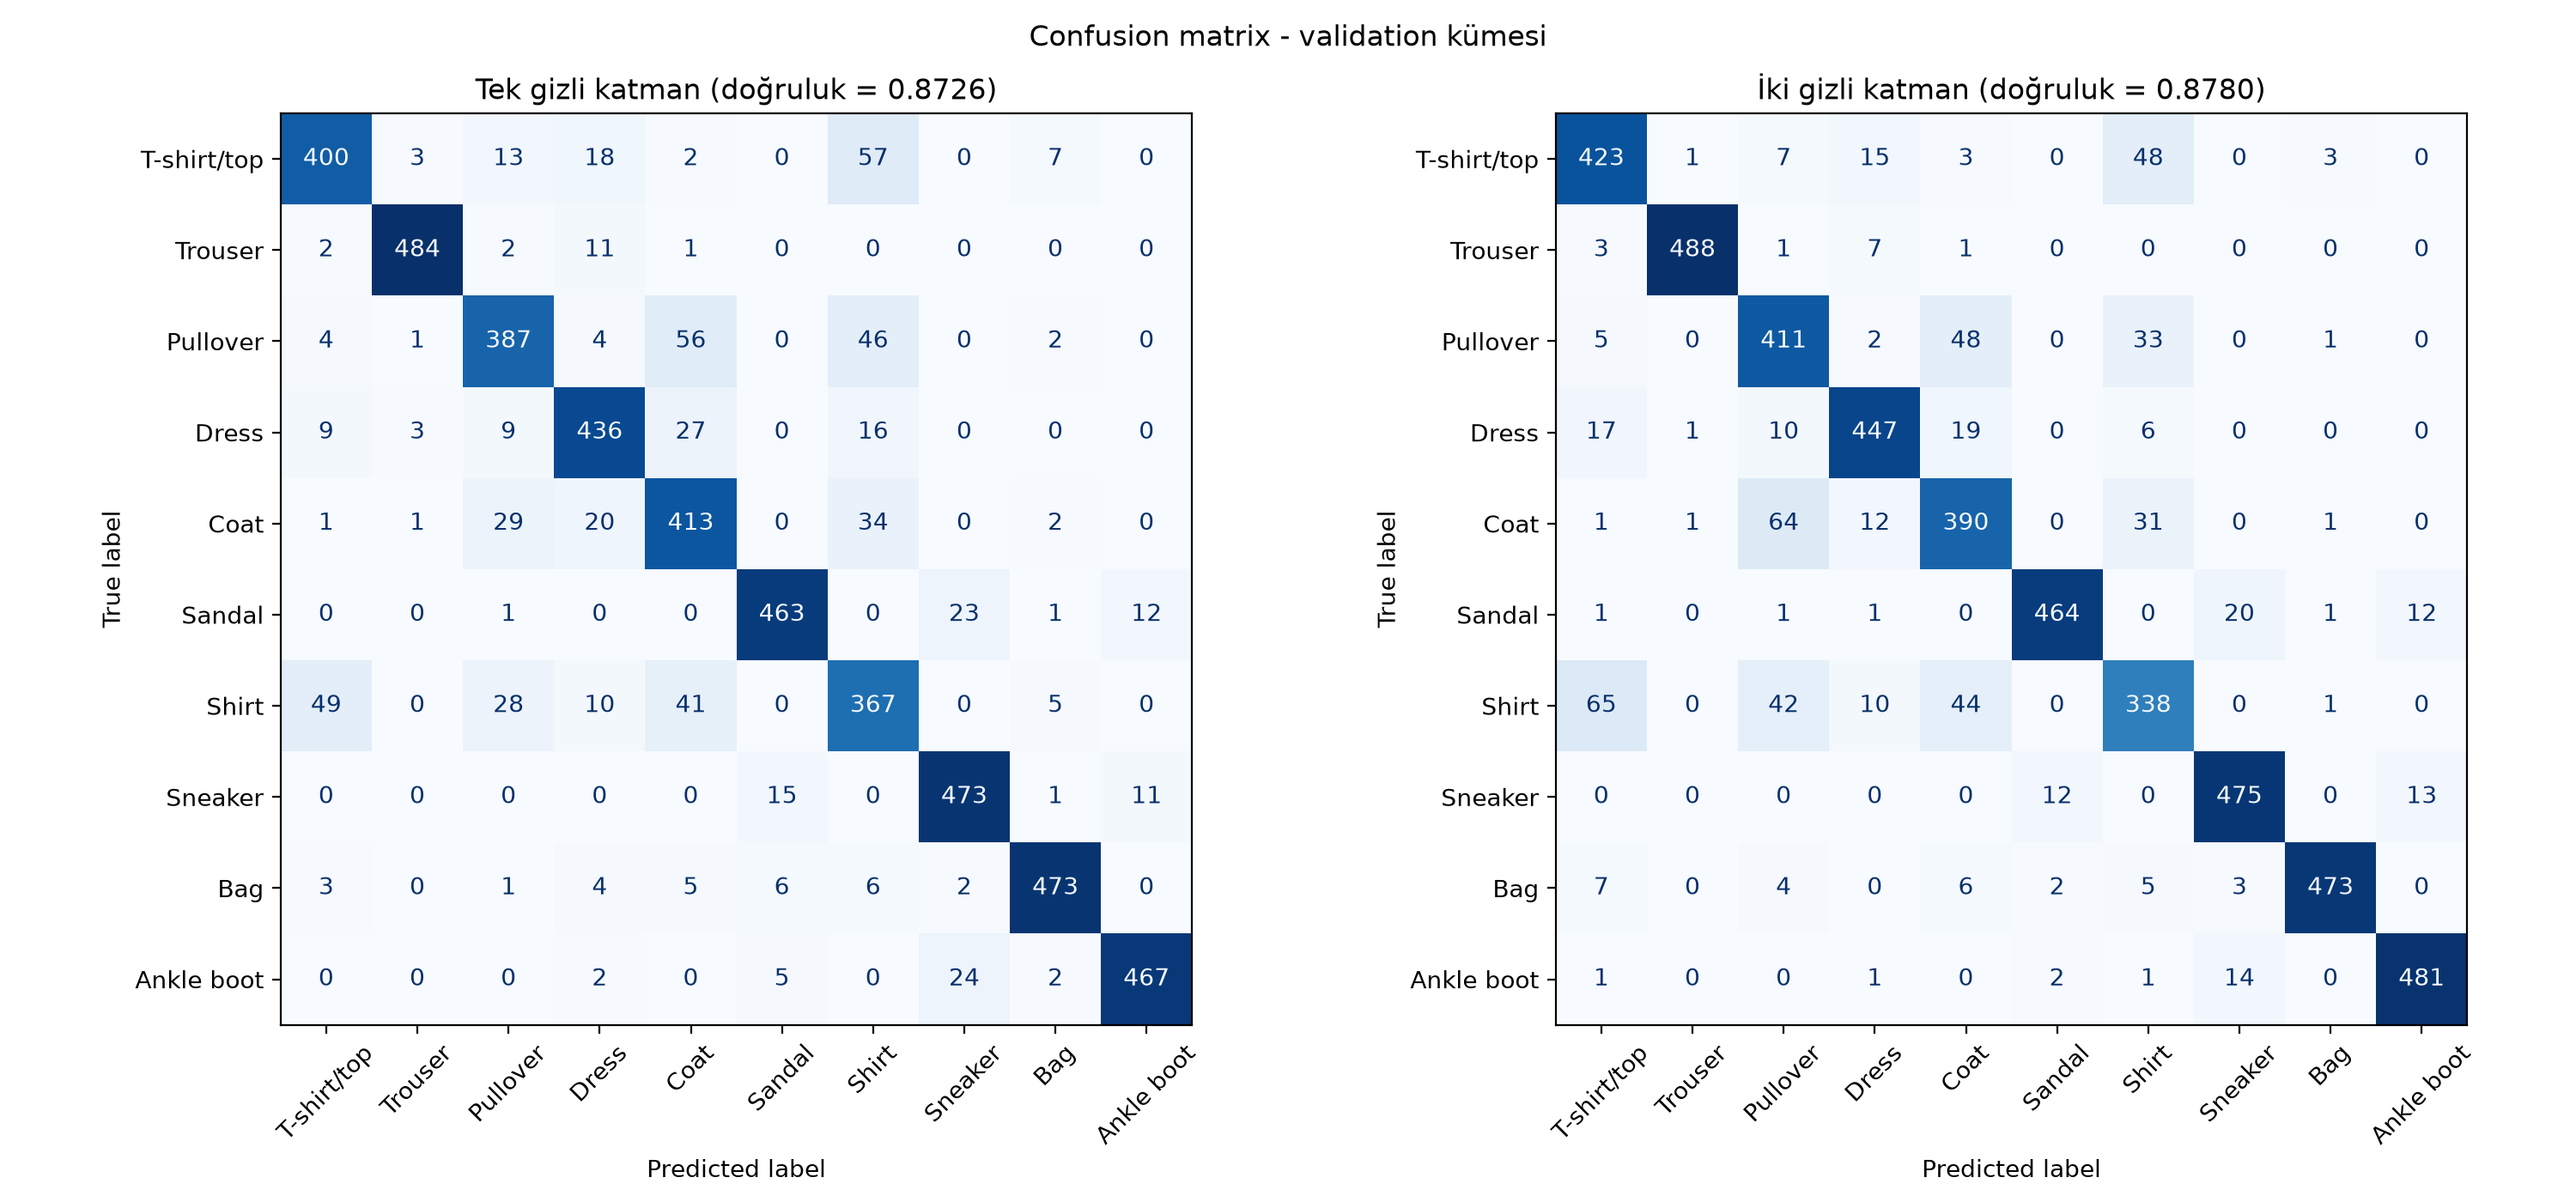 Confusion matrix - validation kümesi
Tek gizli katman (doğruluk = 0.8726)
True label
T-shirt/top 400 3 13 18 2 0 57 0 7 0
Trouser 2 484 2 11 1 0 0 0 0 0
Pullover 4 1 387 4 56 0 46 0 2 0
Dress 9 3 9 436 27 0 16 0 0 0
Coat 1 1 29 20 413 0 34 0 2 0
Sandal 0 0 1 0 0 463 0 23 1 12
Shirt 49 0 28 10 41 0 367 0 5 0
Sneaker 0 0 0 0 0 15 0 473 1 11
Bag 3 0 1 4 5 6 6 2 473 0
Ankle boot 0 0 0 2 0 5 0 24 2 467
T-shirt/top Trouser Pullover Dress Coat Sandal Shirt Sneaker Bag Ankle boot
Predicted label
İki gizli katman (doğruluk = 0.8780)
True label
T-shirt/top 423 1 7 15 3 0 48 0 3 0
Trouser 3 488 1 7 1 0 0 0 0 0
Pullover 5 0 411 2 48 0 33 0 1 0
Dress 17 1 10 447 19 0 6 0 0 0
Coat 1 1 64 12 390 0 31 0 1 0
Sandal 1 0 1 1 0 464 0 20 1 12
Shirt 65 0 42 10 44 0 338 0 1 0
Sneaker 0 0 0 0 0 12 0 475 0 13
Bag 7 0 4 0 6 2 5 3 473 0
Ankle boot 1 0 0 1 0 2 1 14 0 481
T-shirt/top Trouser Pullover Dress Coat Sandal Shirt Sneaker Bag Ankle boot
Predicted label